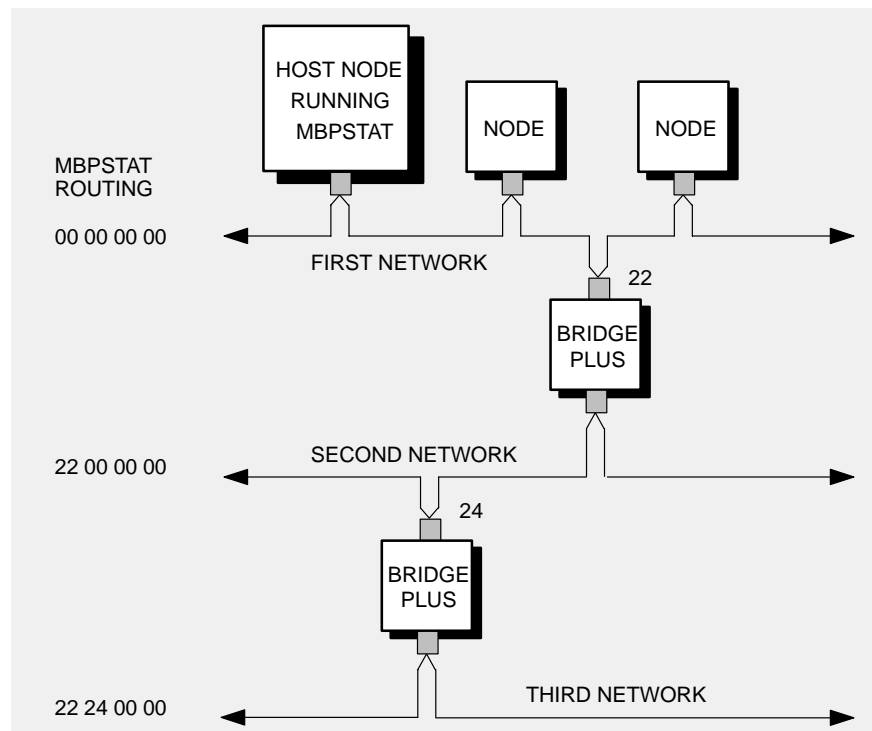 HOST NODE
RUNNING
MBPSTAT
NODE
NODE
MBPSTAT
ROUTING
00 00 00 00
FIRST NETWORK
22
BRIDGE
PLUS
22 00 00 00
SECOND NETWORK
24
BRIDGE
PLUS
22 24 00 00
THIRD NETWORK